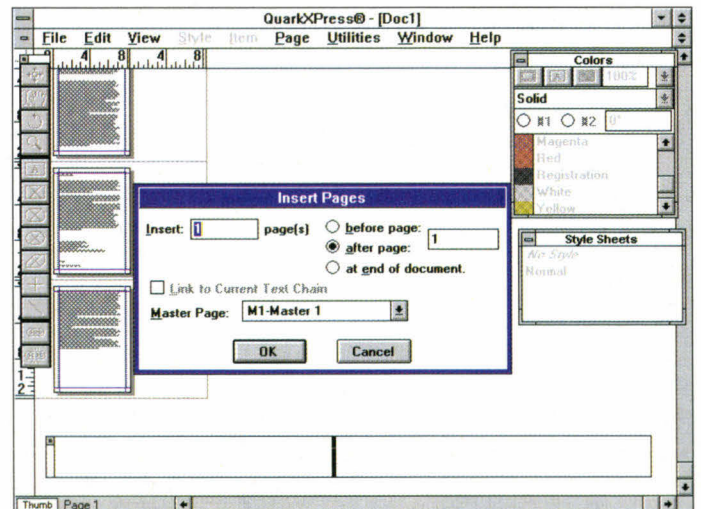 QuarkXPress® - [Doc1]
File Edit View Style Item Page Utilities Window Help
4 8 4 8
Colors
100%
Solid
#1 #2 0°
Magenta
Red
Registration
White
Yellow
Insert Pages
Insert: 1 page(s)
before page:
after page: 1
at end of document.
Link to Current Text Chain
Master Page: M1-Master 1
OK Cancel
Style Sheets
No Style
Normal
1
2
Thumb Page 1